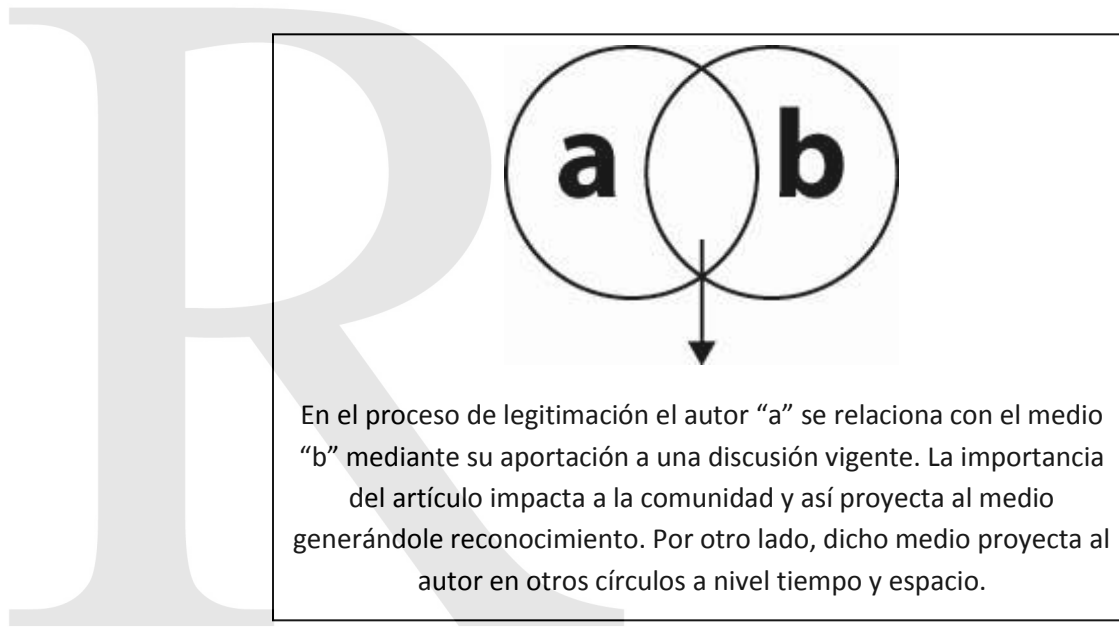 R
a b
En el proceso de legitimación el autor “a” se relaciona con el medio
“b” mediante su aportación a una discusión vigente. La importancia
del artículo impacta a la comunidad y así proyecta al medio
generándole reconocimiento. Por otro lado, dicho medio proyecta al
autor en otros círculos a nivel tiempo y espacio.